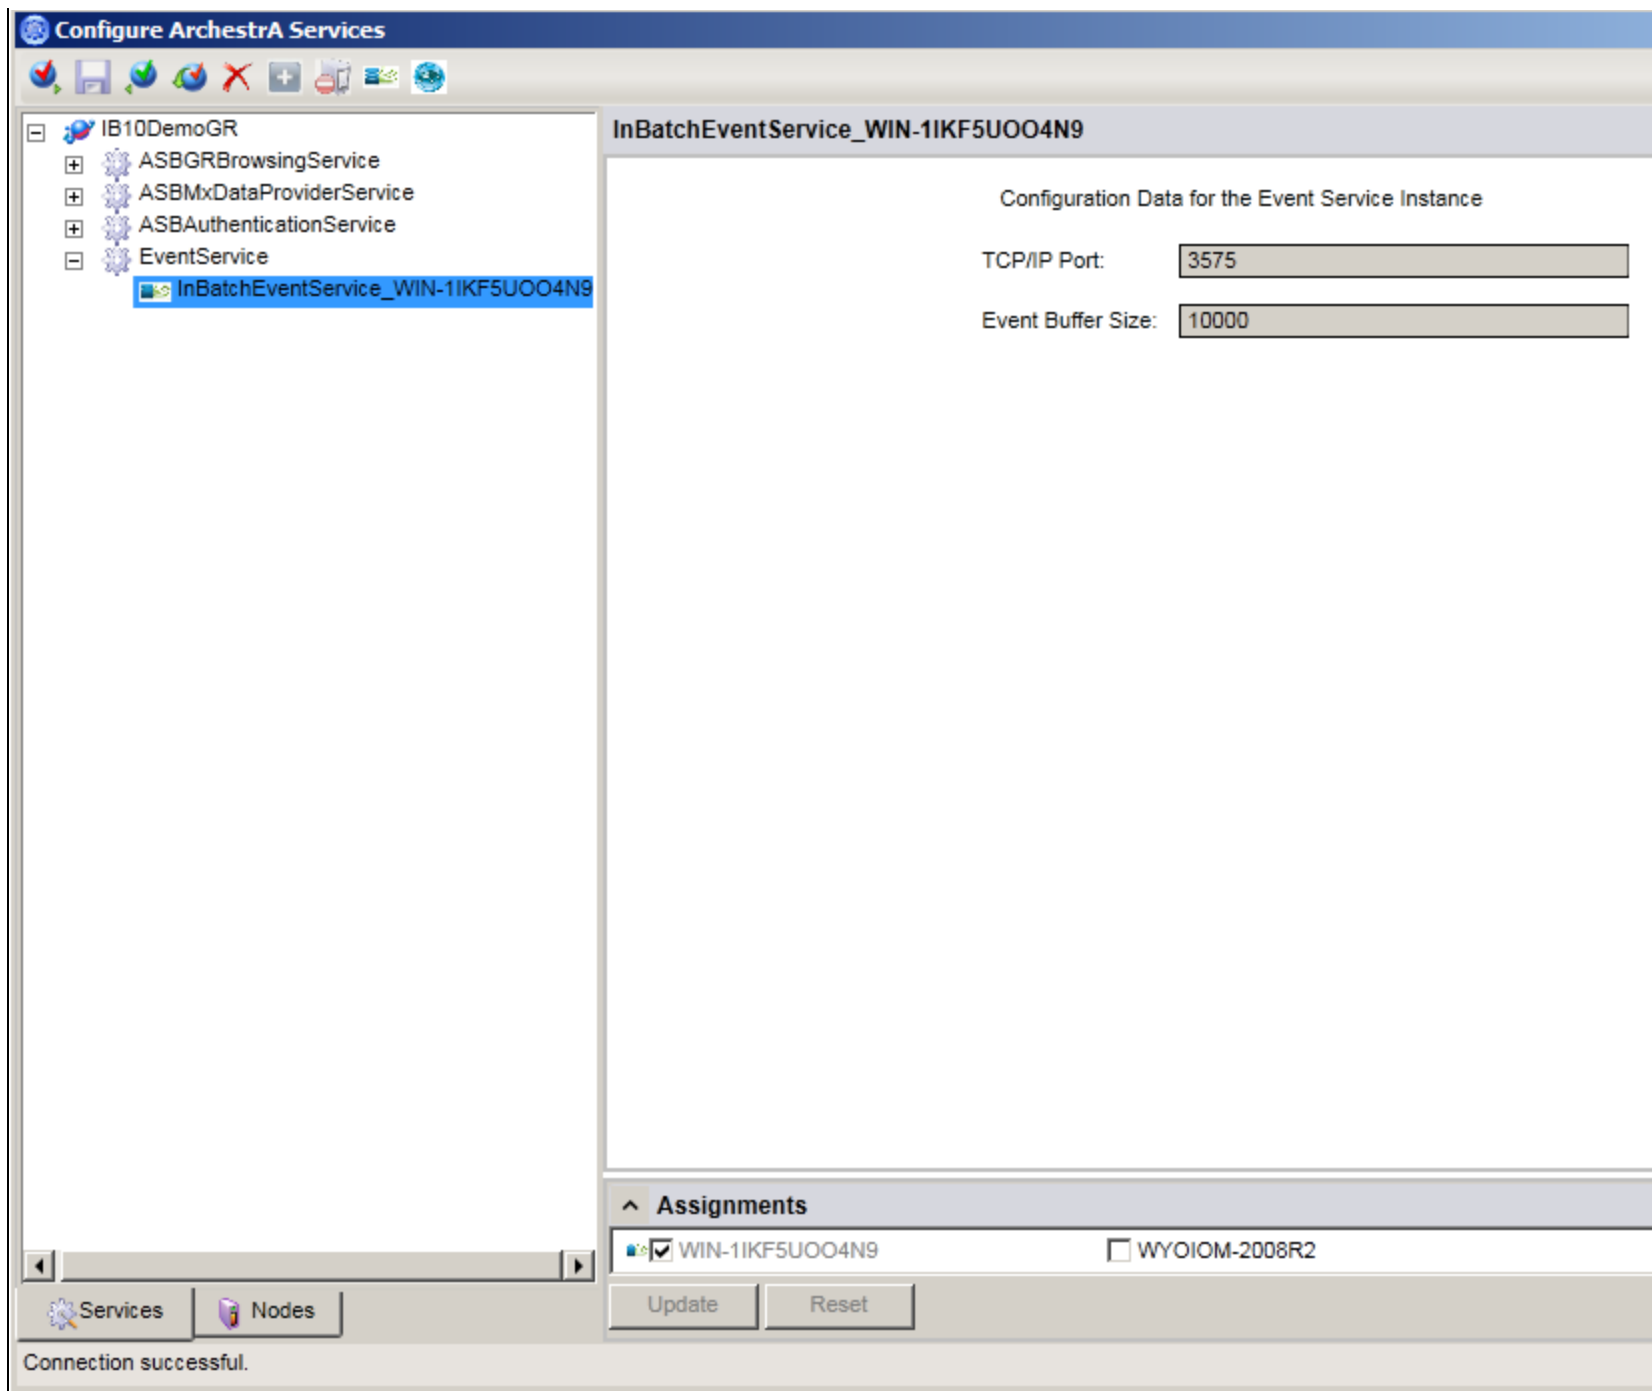 Configure ArchestrA Services
IB10DemoGR
ASBGRBrowsingService
ASBMxDataProviderService
ASBAuthenticationService
EventService
InBatchEventService_WIN-1IKF5UOO4N9
InBatchEventService_WIN-1IKF5UOO4N9
Configuration Data for the Event Service Instance
TCP/IP Port: 3575
Event Buffer Size: 10000
Assignments
WIN-1IKF5UOO4N9 WYOIOM-2008R2
Update Reset
Services Nodes
Connection successful.